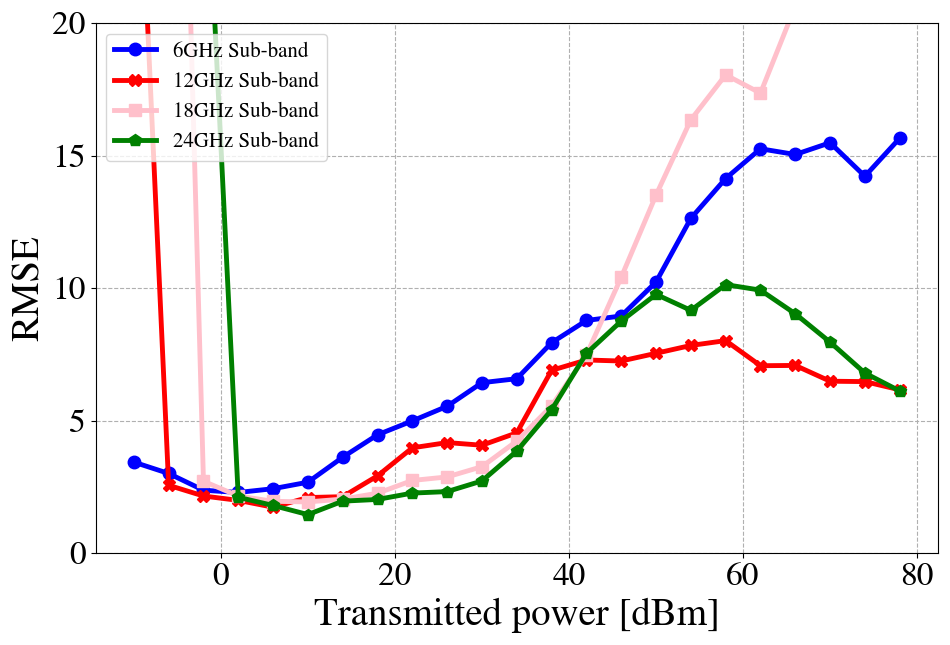 20
15
10
5
0
RMSE
6GHz Sub-band
12GHz Sub-band
18GHz Sub-band
24GHz Sub-band
0 20 40 60 80
Transmitted power [dBm]